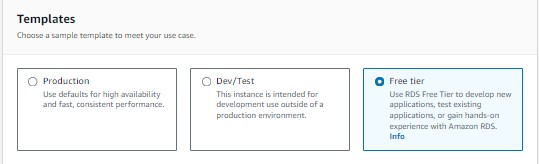 Templates
Choose a sample template to meet your use case.
Production
Use defaults for high availability
and fast, consistent performance.
Dev/Test
This instance is intended for
development use outside of a
production environment.
Free tier
Use RDS Free Tier to develop new
applications, test existing
applications, or gain hands-on
experience with Amazon RDS.
Info